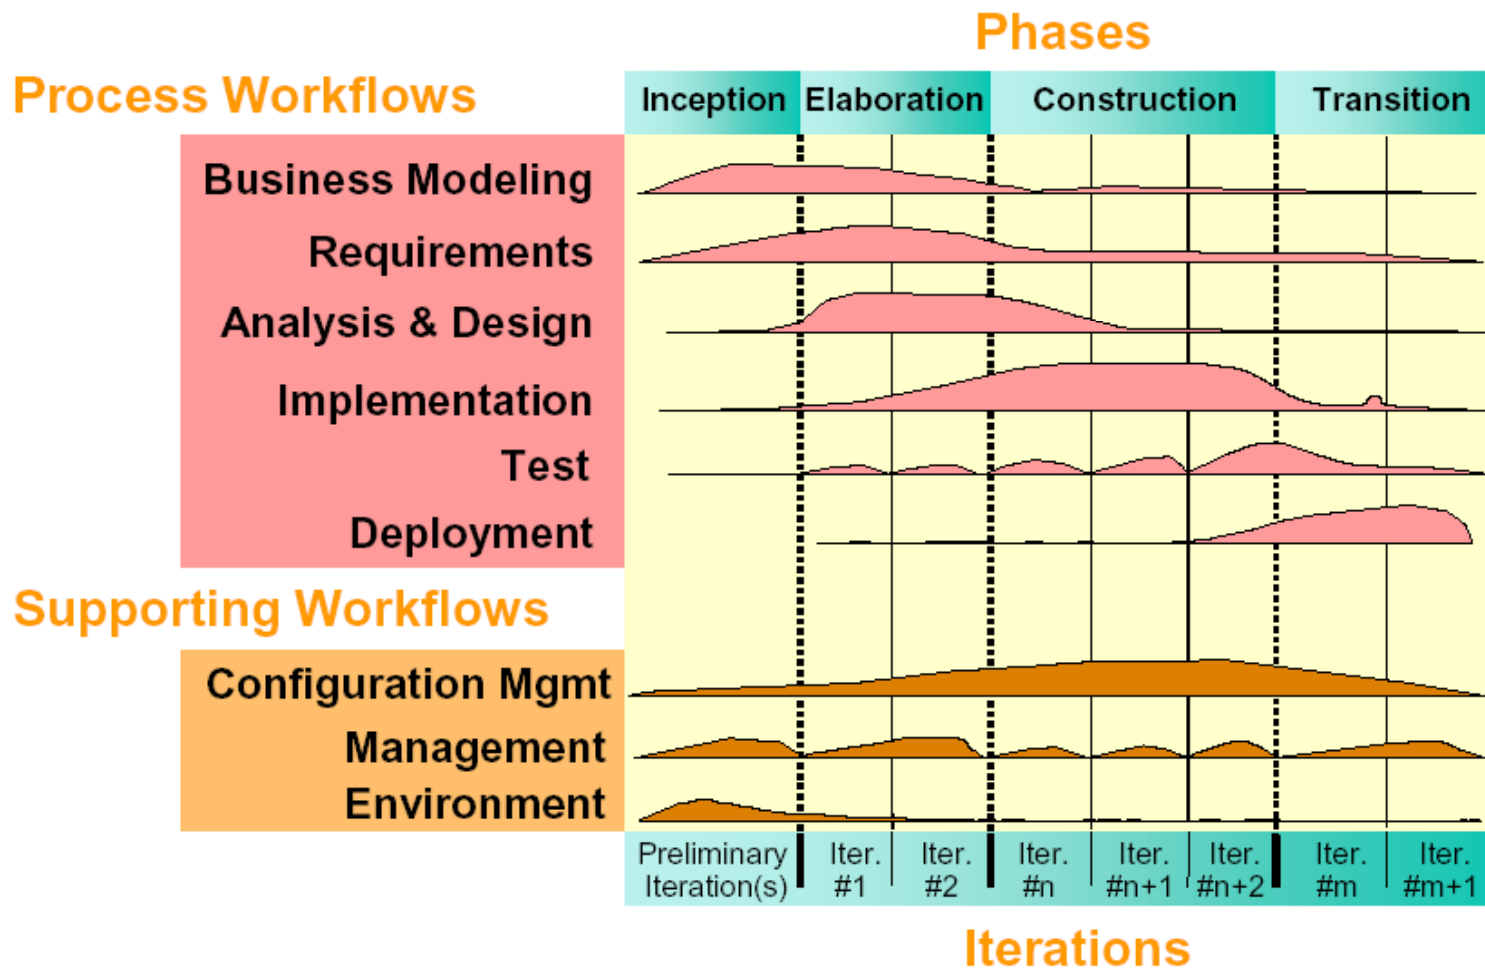 Phases
Process Workflows
Inception Elaboration Construction Transition
Business Modeling
Requirements
Analysis & Design
Implementation
Test
Deployment
Supporting Workflows
Configuration Mgmt
Management
Environment
Preliminary Iter. Iter. Iter. Iter. Iter. Iter. Iter.
Iteration(s) #1 #2 #n #n+1 #n+2 #m #m+1
Iterations